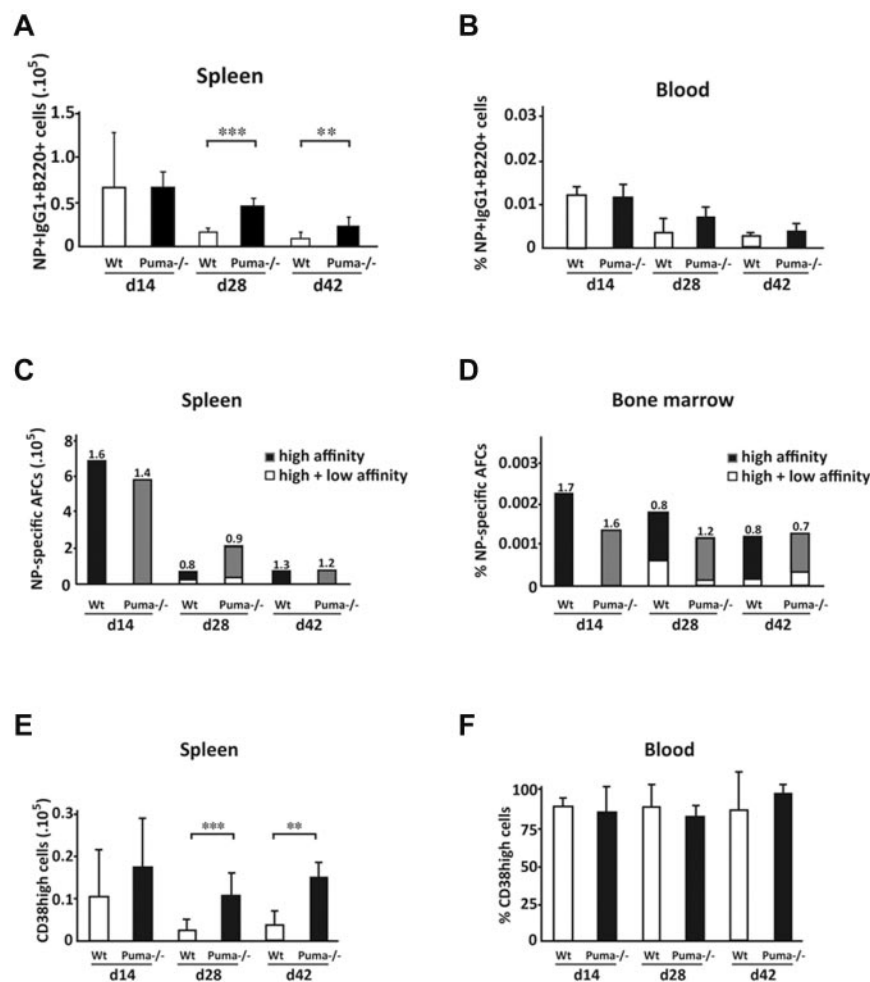 A
Spleen
NP+IgG1+B220+ cells (.10⁵)
1.5
1.0
0.5
0
***
**
Wt Puma-/- Wt Puma-/- Wt Puma-/-
d14 d28 d42
B
Blood
% NP+IgG1+B220+ cells
0.03
0.02
0.01
0
Wt Puma-/- Wt Puma-/- Wt Puma-/-
d14 d28 d42
C
Spleen
NP-specific AFCs (.10⁵)
8
6
4
2
0
1.6
1.4
0.8
0.9
1.3
1.2
high affinity
high + low affinity
Wt Puma-/- Wt Puma-/- Wt Puma-/-
d14 d28 d42
D
Bone marrow
% NP-specific AFCs
0.003
0.002
0.001
0
1.7
1.6
0.8
1.2
0.8
0.7
high affinity
high + low affinity
Wt Puma-/- Wt Puma-/- Wt Puma-/-
d14 d28 d42
E
Spleen
CD38high cells (.10⁵)
0.3
0.2
0.1
0
***
**
Wt Puma-/- Wt Puma-/- Wt Puma-/-
d14 d28 d42
F
Blood
% CD38high cells
100
75
50
25
0
Wt Puma-/- Wt Puma-/- Wt Puma-/-
d14 d28 d42